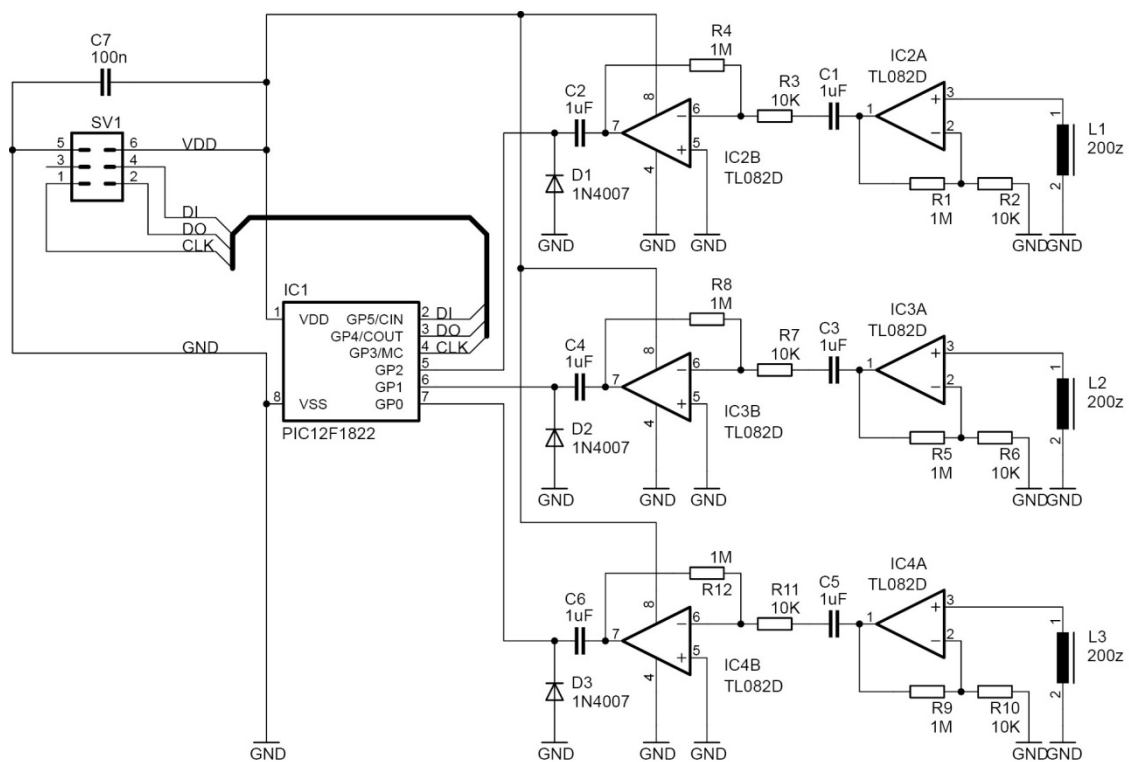 C7
100n
SV1
5
3
1
6
4
2
VDD
DI
DO
CLK
GND
IC1
1
VDD
8
VSS
GP5/CIN
GP4/COUT
GP3/MC
GP2
GP1
GP0
2 DI
3 DO
4 CLK
5
6
7
PIC12F1822
GND
C2
1uF
D1
1N4007
GND
R4
1M
8
7
6
5
4
IC2B
TL082D
GND
GND
R3
10K
C1
1uF
IC2A
TL082D
1
3
2
R1
1M
R2
10K
GND
GND
1
2
L1
200z
C4
1uF
D2
1N4007
GND
R8
1M
8
7
6
5
4
IC3B
TL082D
GND
GND
R7
10K
C3
1uF
IC3A
TL082D
1
3
2
R5
1M
R6
10K
GND
GND
1
2
L2
200z
C6
1uF
D3
1N4007
GND
1M
R12
8
7
6
5
4
IC4B
TL082D
GND
GND
R11
10K
C5
1uF
IC4A
TL082D
1
3
2
R9
1M
R10
10K
GND
GND
1
2
L3
200z